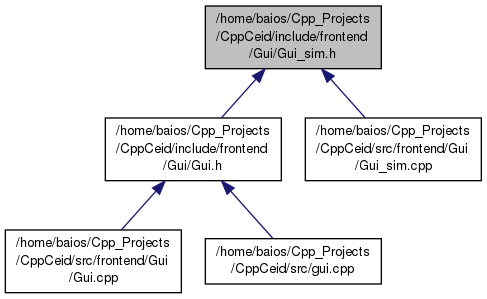 /home/baios/Cpp_Projects
/CppCeid/include/frontend
/Gui/Gui_sim.h
/home/baios/Cpp_Projects
/CppCeid/include/frontend
/Gui/Gui.h
/home/baios/Cpp_Projects
/CppCeid/src/frontend/Gui
/Gui_sim.cpp
/home/baios/Cpp_Projects
/CppCeid/src/frontend/Gui
/Gui.cpp
/home/baios/Cpp_Projects
/CppCeid/src/gui.cpp